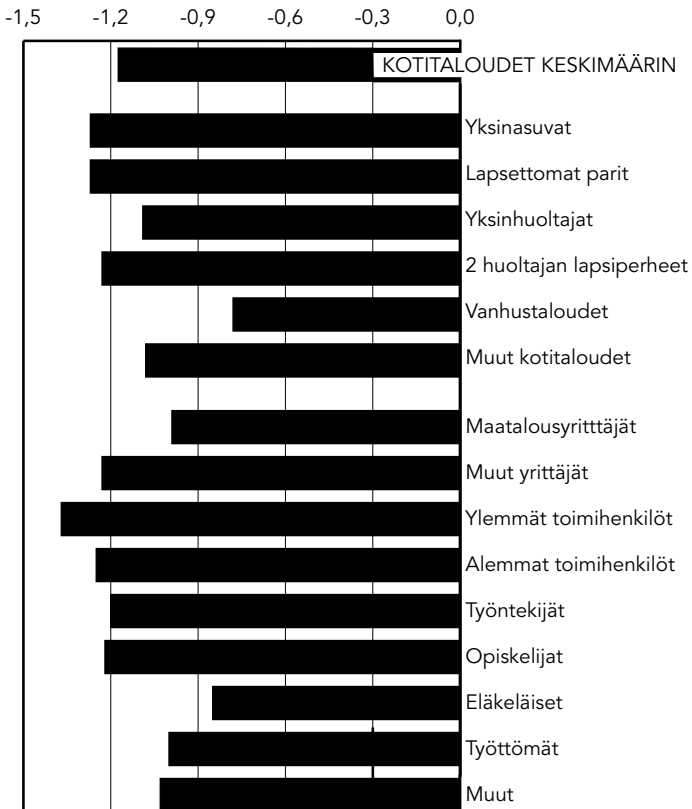 -1,5 -1,2 -0,9 -0,6 -0,3 0,0
KOTITALOUDET KESKIMÄÄRIN
Yksinasuvat
Lapsettomat parit
Yksinhuoltajat
2 huoltajan lapsiperheet
Vanhustaloudet
Muut kotitaloudet
Maatalousyritttäjät
Muut yrittäjät
Ylemmät toimihenkilöt
Alemmat toimihenkilöt
Työntekijät
Opiskelijat
Eläkeläiset
Työttömät
Muut